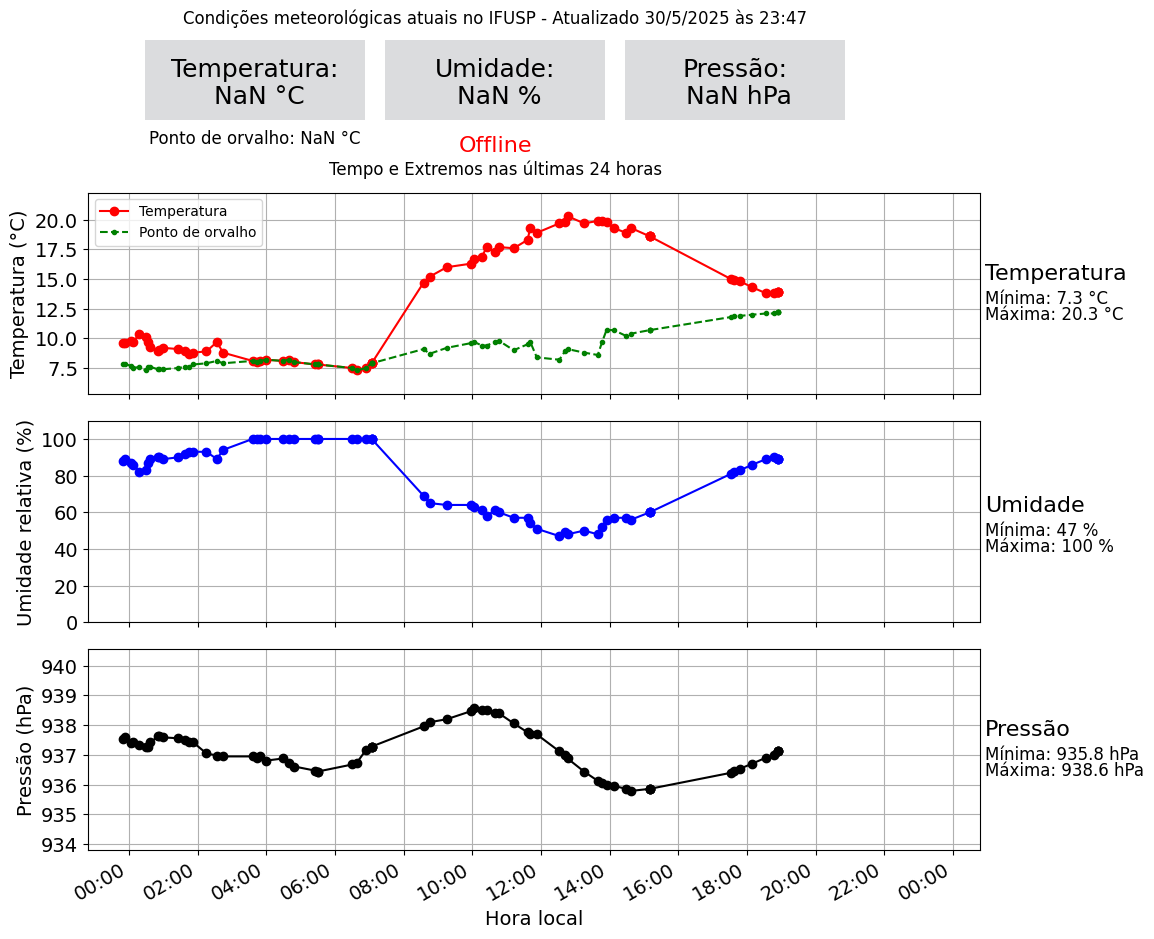 Condições meteorológicas atuais no IFUSP - Atualizado 30/5/2025 às 23:47
Temperatura:
NaN °C
Umidade:
NaN %
Pressão:
NaN hPa
Ponto de orvalho: NaN °C
Offline
Tempo e Extremos nas últimas 24 horas
Temperatura (°C)
20.0
17.5
15.0
12.5
10.0
7.5
Temperatura
Ponto de orvalho
Temperatura
Mínima: 7.3 °C
Máxima: 20.3 °C
Umidade relativa (%)
100
80
60
40
20
0
Umidade
Mínima: 47 %
Máxima: 100 %
Pressão (hPa)
940
939
938
937
936
935
934
Pressão
Mínima: 935.8 hPa
Máxima: 938.6 hPa
00:00
02:00
04:00
06:00
08:00
10:00
12:00
14:00
16:00
18:00
20:00
22:00
00:00
Hora local